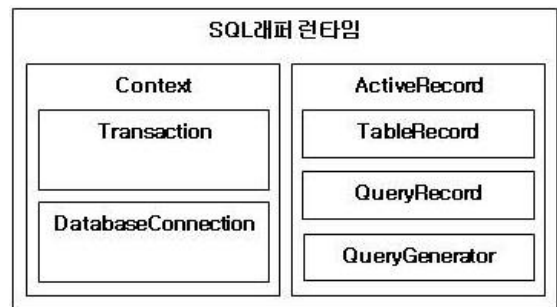 SQL래퍼 런타임
Context
Transaction
DatabaseConnection
ActiveRecord
TableRecord
QueryRecord
QueryGenerator